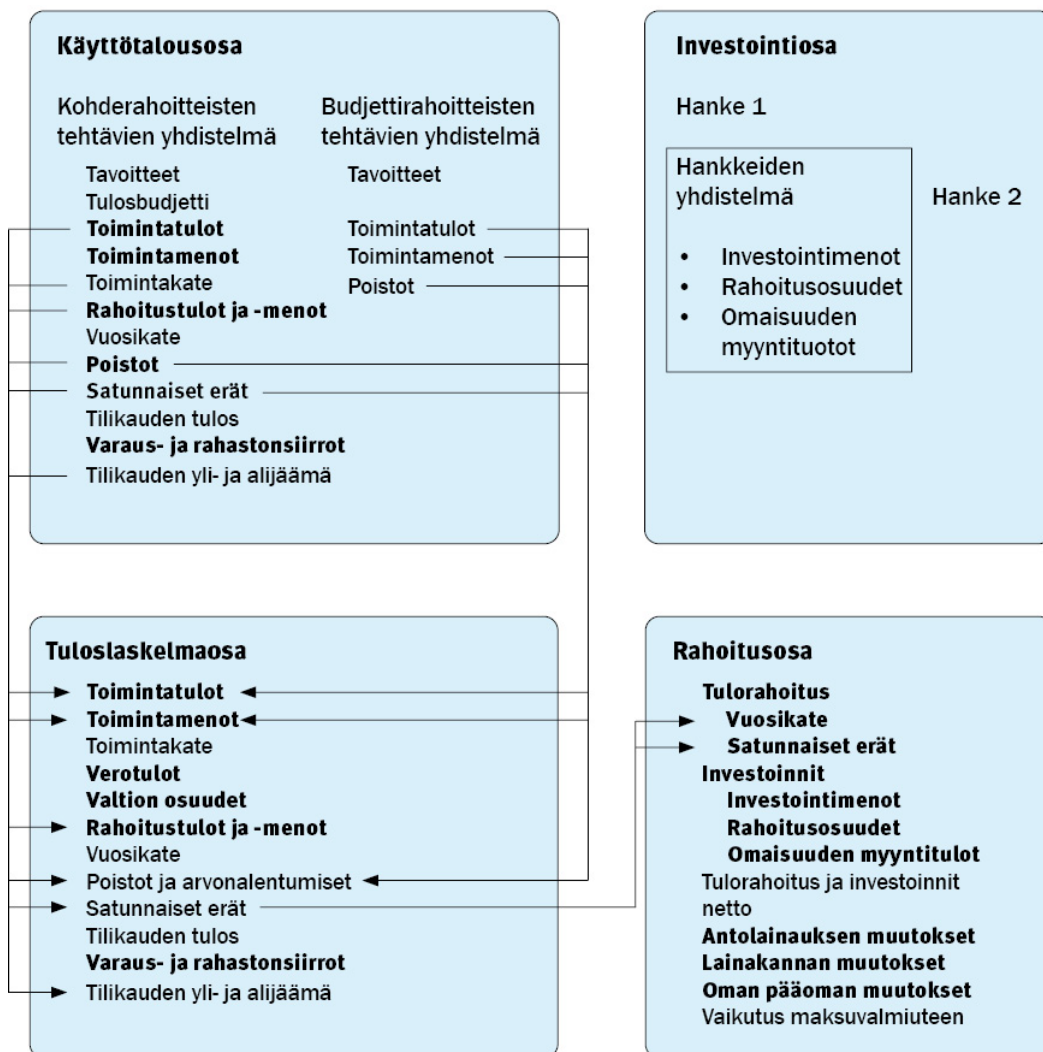 Käyttötalousosa
Kohderahoitteisten
tehtävien yhdistelmä
Tavoitteet
Tulosbudjetti
Toimintatulot
Toimintamenot
Toimintakate
Rahoitustulot ja -menot
Vuosikate
Poistot
Satunnaiset erät
Tilikauden tulos
Varaus- ja rahastonsiirrot
Tilikauden yli- ja alijäämä
Budjettirahoitteisten
tehtävien yhdistelmä
Tavoitteet
Toimintatulot
Toimintamenot
Poistot
Investointiosa
Hanke 1
Hankkeiden
yhdistelmä
• Investointimenot
• Rahoitusosuudet
• Omaisuuden
myyntituotot
Hanke 2
Tuloslaskelmaosa
Toimintatulot
Toimintamenot
Toimintakate
Verotulot
Valtion osuudet
Rahoitustulot ja -menot
Vuosikate
Poistot ja arvonalentumiset
Satunnaiset erät
Tilikauden tulos
Varaus- ja rahastonsiirrot
Tilikauden yli- ja alijäämä
Rahoitusosa
Tulorahoitus
Vuosikate
Satunnaiset erät
Investoinnit
Investointimenot
Rahoitusosuudet
Omaisuuden myyntitulot
Tulorahoitus ja investoinnit
netto
Antolainauksen muutokset
Lainakannan muutokset
Oman pääoman muutokset
Vaikutus maksuvalmiuteen